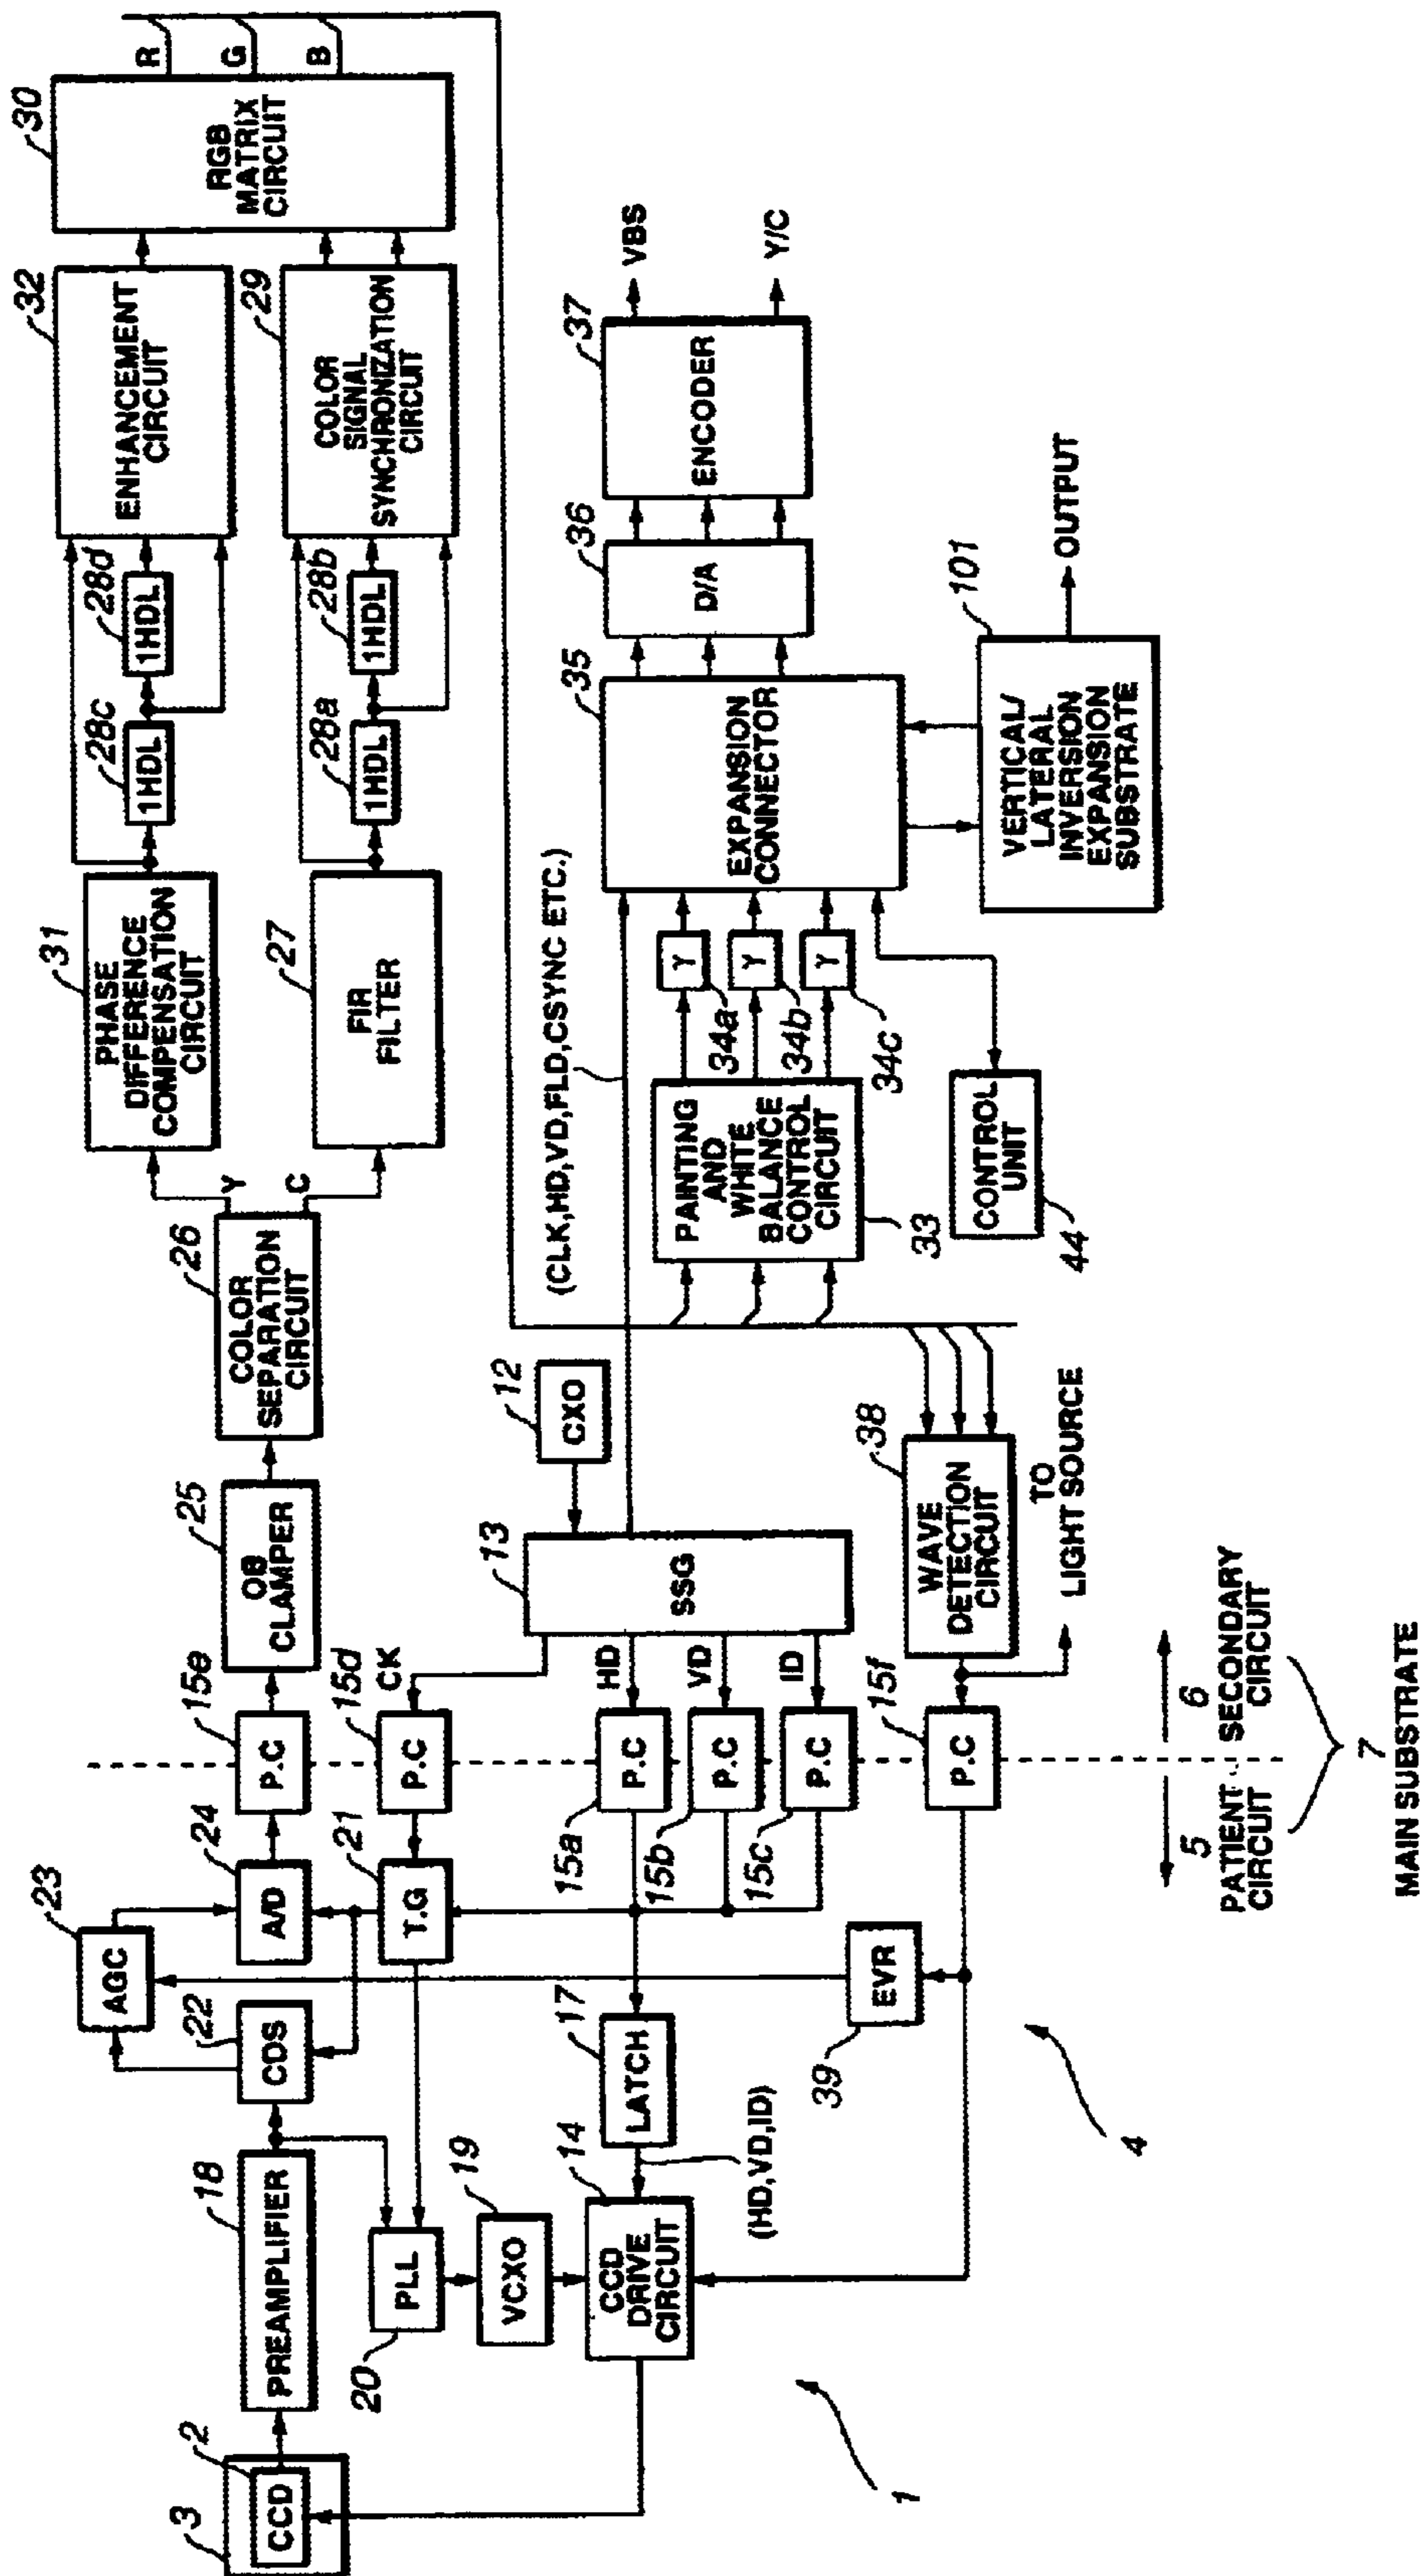 3
2
CCD
18
PREAMPLIFIER
22
CDS
23
AGC
24
A/D
15e
P.C
25
OB
CLAMPER
26
COLOR
SEPARATION
CIRCUIT
Y
C
31
PHASE
DIFFERENCE
COMPENSATION
CIRCUIT
27
FIR
FILTER
28c
1HDL
28d
1HDL
28a
1HDL
28b
1HDL
32
ENHANCEMENT
CIRCUIT
29
COLOR
SIGNAL
SYNCHRONIZATION
CIRCUIT
30
RGB
MATRIX
CIRCUIT
R
G
B
20
PLL
19
VCXO
14
CCD
DRIVE
CIRCUIT
(HD,VD,ID)
17
LATCH
21
T.G
15d
P.C
CK
15a
P.C
HD
15b
P.C
VD
15c
P.C
ID
13
SSG
12
CXO
(CLK,HD,VD,FLD,CSYNC ETC.)
39
EVR
15f
P.C
38
WAVE
DETECTION
CIRCUIT
TO
LIGHT SOURCE
PAINTING
AND
WHITE
BALANCE
CONTROL
CIRCUIT
33
γ
34a
γ
34b
γ
34c
CONTROL
UNIT
44
35
EXPANSION
CONNECTOR
36
D/A
37
ENCODER
VBS
Y/C
101
VERTICAL/
LATERAL
INVERSION
EXPANSION
SUBSTRATE
OUTPUT
1
4
5
PATIENT
CIRCUIT
6
SECONDARY
CIRCUIT
7
MAIN SUBSTRATE